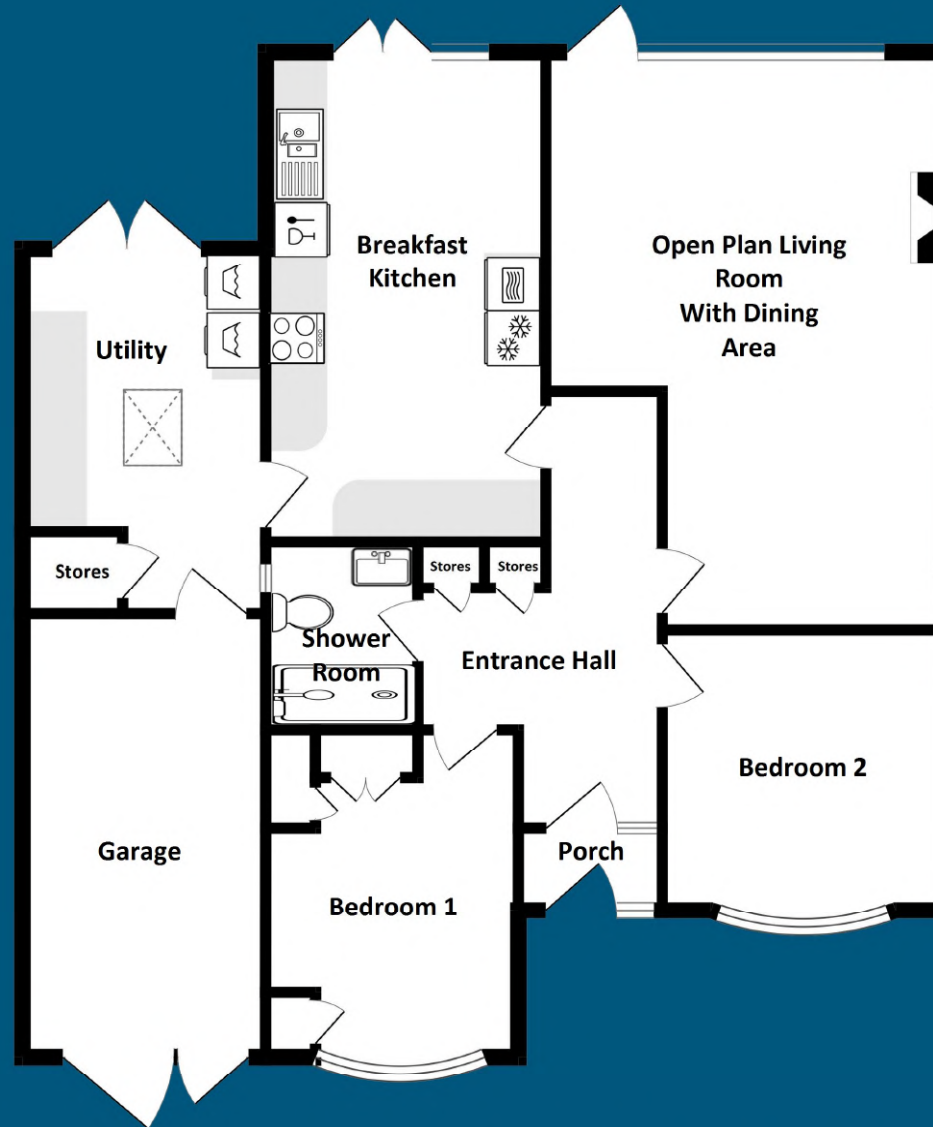 Breakfast
Kitchen
Open Plan Living
Room
With Dining
Area
Utility
Stores
Stores
Stores
Shower
Room
Entrance Hall
Bedroom 2
Garage
Porch
Bedroom 1